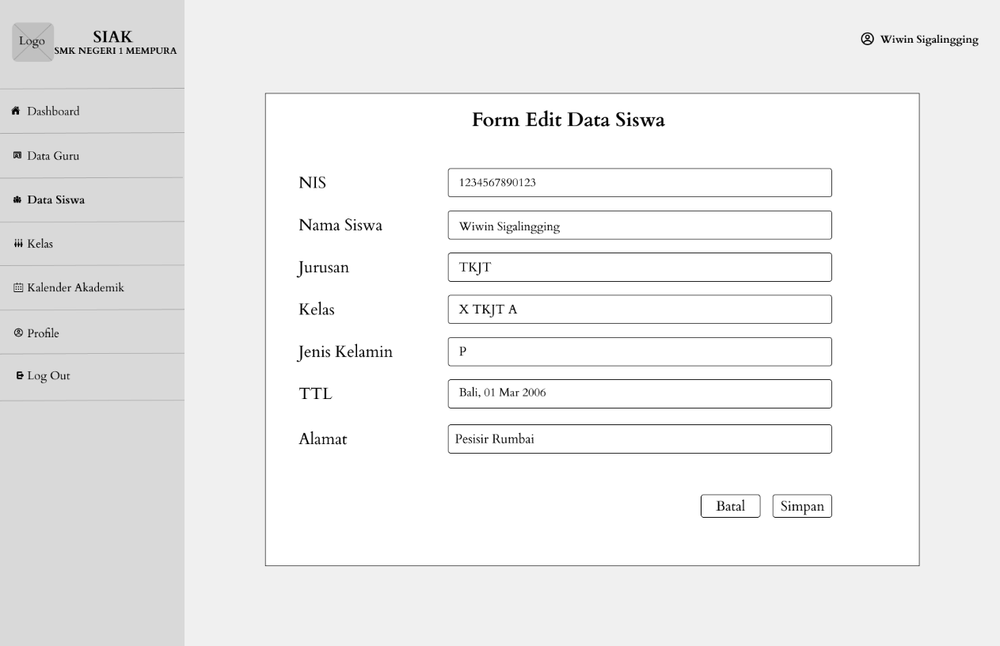 Logo
SIAK
SMK NEGERI 1 MEMPURA
Wiwin Sigalingging
Dashboard
Data Guru
Data Siswa
Kelas
Kalender Akademik
Profile
Log Out
Form Edit Data Siswa
NIS 1234567890123
Nama Siswa Wiwin Sigalingging
Jurusan TKJT
Kelas X TKJT A
Jenis Kelamin P
TTL Bali, 01 Mar 2006
Alamat Pesisir Rumbai
Batal Simpan